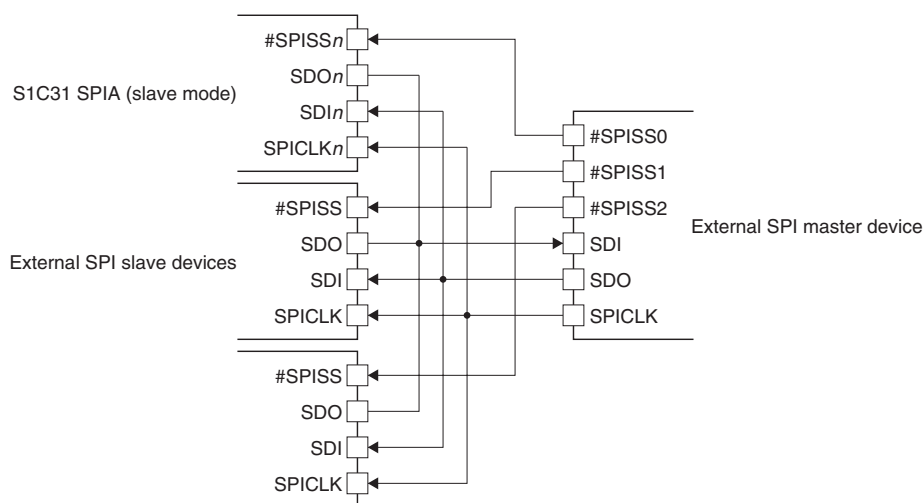 #SPISSn
SDOn
S1C31 SPIA (slave mode)
SDIn
SPICLKn
#SPISS
SDO
External SPI slave devices
SDI
SPICLK
#SPISS
SDO
SDI
SPICLK
#SPISS0
#SPISS1
#SPISS2
External SPI master device
SDI
SDO
SPICLK